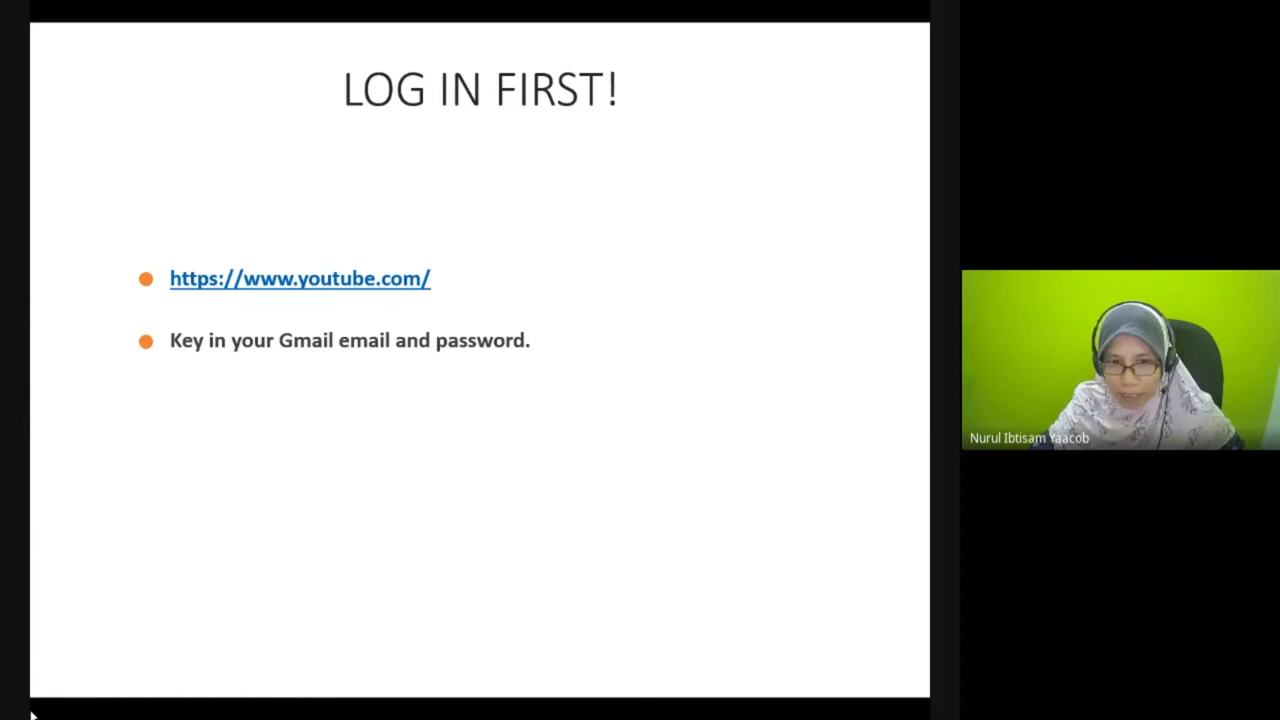 LOG IN FIRST!
https://www.youtube.com/
Key in your Gmail email and password.
Nurul Ibtisam Yaacob